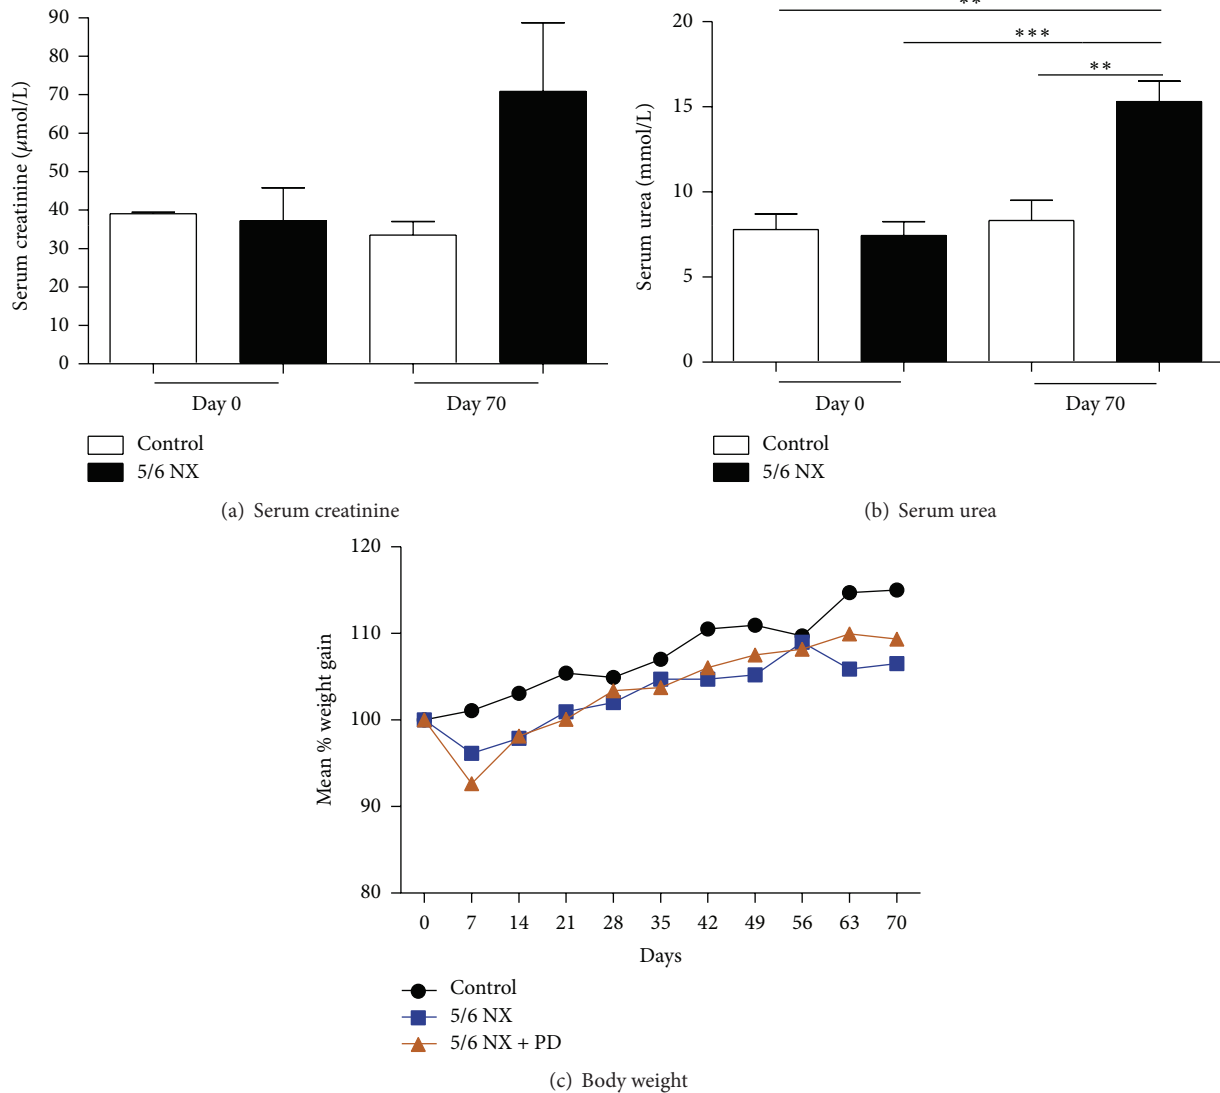 90
80
70
60
50
40
30
20
10
0
Serum creatinine (μmol/L)
Day 0
Day 70
Control
5/6 NX
(a) Serum creatinine
**
***
**
20
15
10
5
0
Serum urea (mmol/L)
Day 0
Day 70
Control
5/6 NX
(b) Serum urea
120
110
100
90
80
Mean % weight gain
0 7 14 21 28 35 42 49 56 63 70
Days
Control
5/6 NX
5/6 NX + PD
(c) Body weight